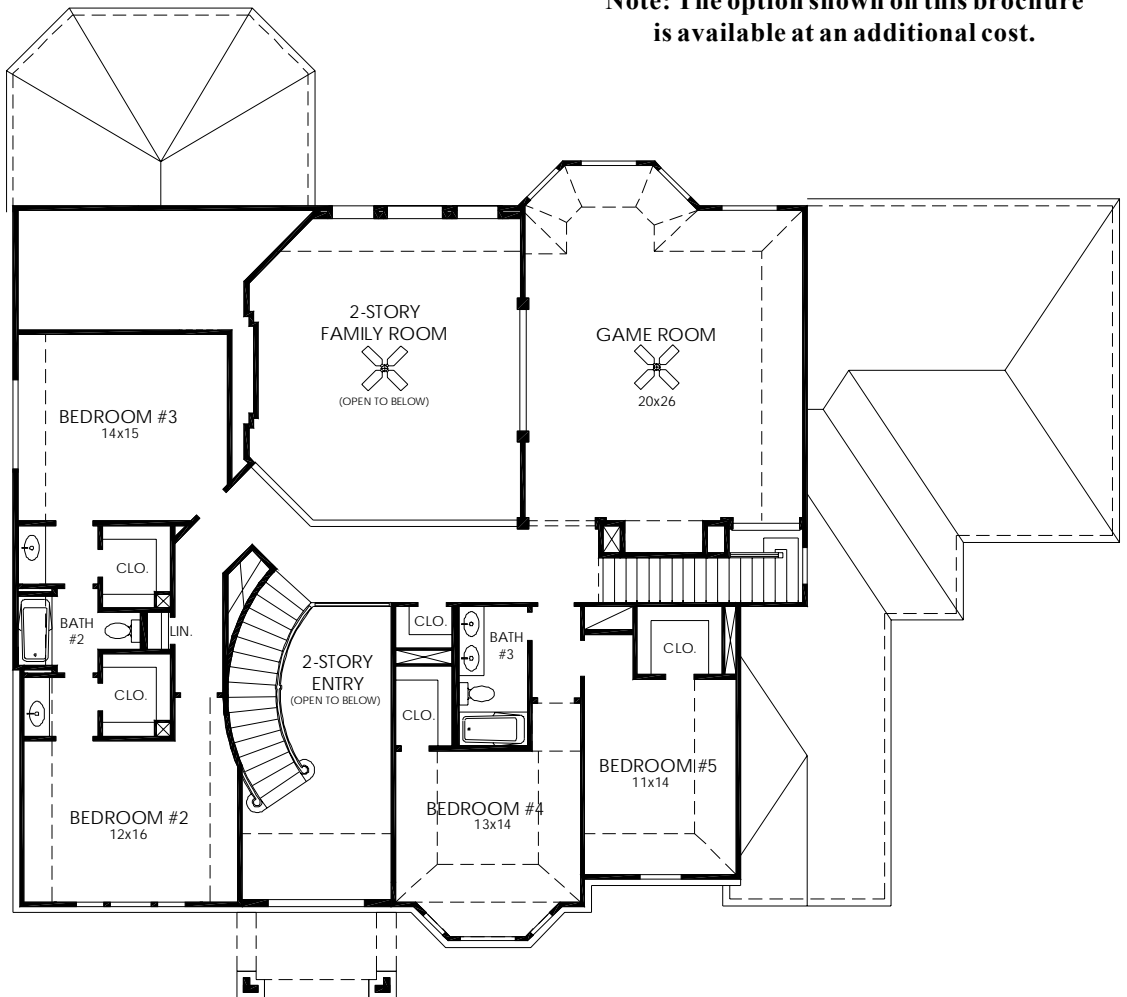 Note: The option shown on this brochure
is available at an additional cost.
2-STORY
FAMILY ROOM
(OPEN TO BELOW)
GAME ROOM
20x26
BEDROOM #3
14x15
CLO.
BATH
#2
LIN.
CLO.
2-STORY
ENTRY
(OPEN TO BELOW)
CLO.
BATH
#3
CLO.
CLO.
BEDROOM #5
11x14
BEDROOM #4
13x14
BEDROOM #2
12x16